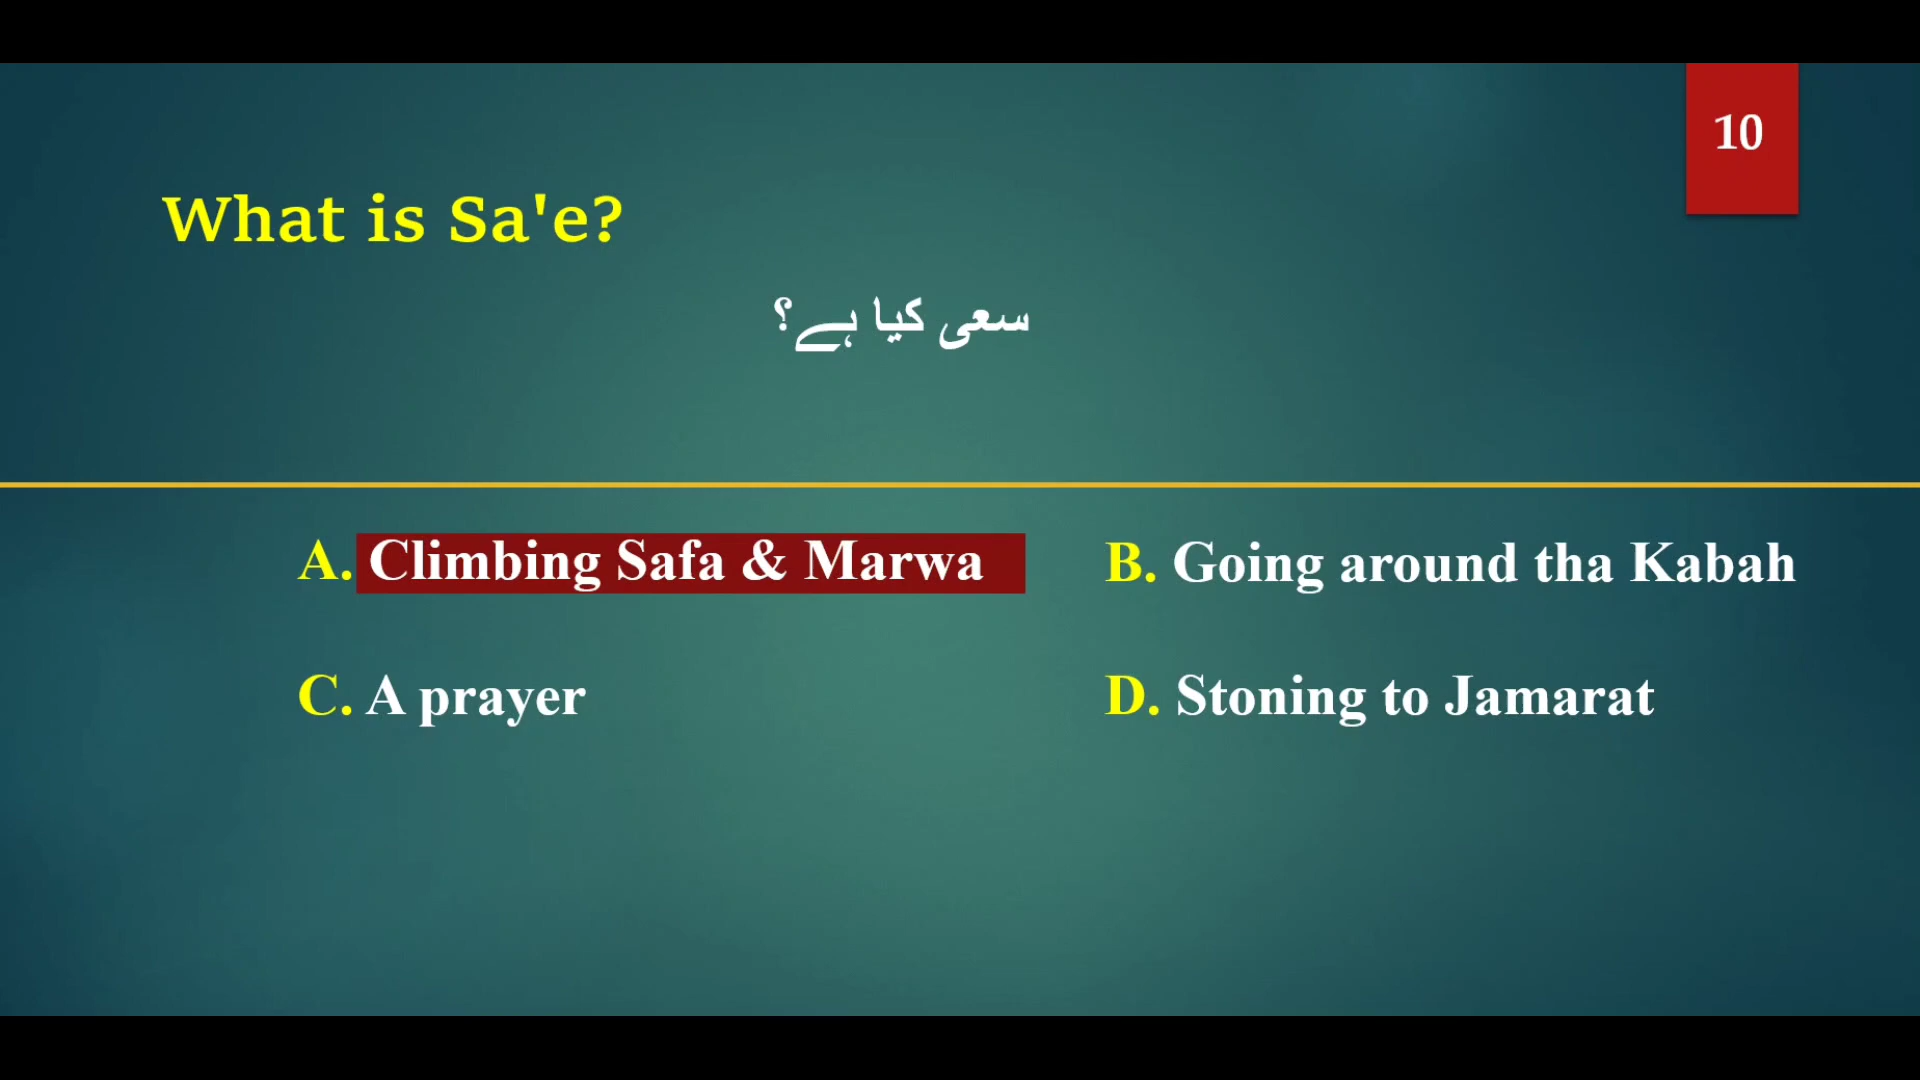 10
What is Sa'e?
سعی کیا ہے؟
A. Climbing Safa & Marwa
B. Going around tha Kabah
C. A prayer
D. Stoning to Jamarat